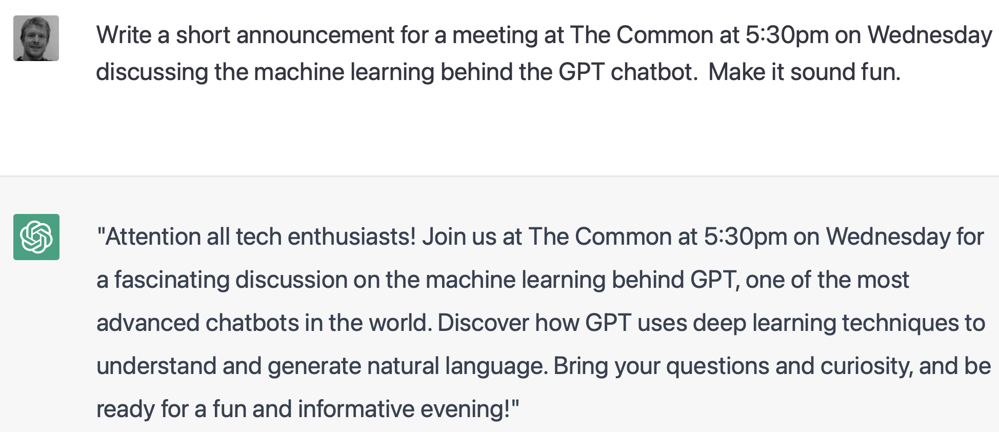 Write a short announcement for a meeting at The Common at 5:30pm on Wednesday
discussing the machine learning behind the GPT chatbot.  Make it sound fun.
"Attention all tech enthusiasts! Join us at The Common at 5:30pm on Wednesday for
a fascinating discussion on the machine learning behind GPT, one of the most
advanced chatbots in the world. Discover how GPT uses deep learning techniques to
understand and generate natural language. Bring your questions and curiosity, and be
ready for a fun and informative evening!"